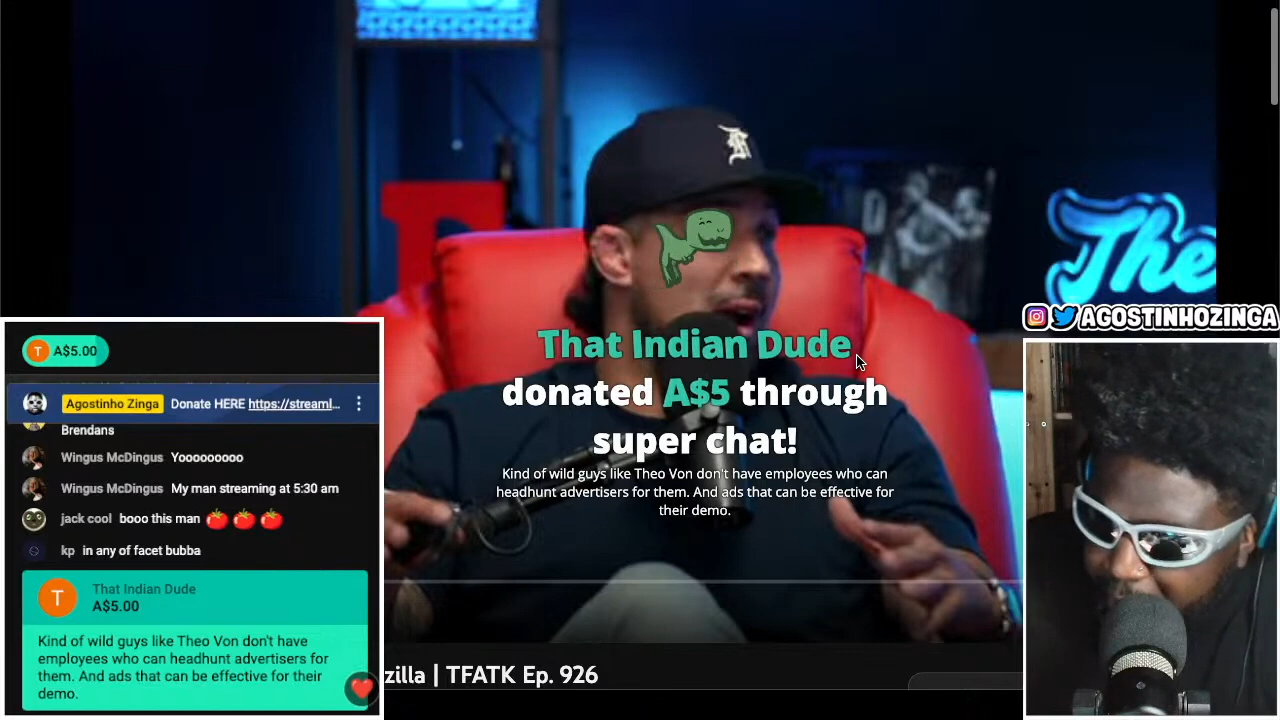 The
AGOSTINHOZINGA
That Indian Dude
donated A$5 through
super chat!
Kind of wild guys like Theo Von don't have employees who can
headhunt advertisers for them. And ads that can be effective for
their demo.
T A$5.00
Agostinho Zinga Donate HERE https://streaml...
Brendans
Wingus McDingus Yooooooooo
Wingus McDingus My man streaming at 5:30 am
jack cool booo this man 🍅 🍅 🍅
kp in any of facet bubba
T That Indian Dude
A$5.00
Kind of wild guys like Theo Von don't have
employees who can headhunt advertisers for
them. And ads that can be effective for their
demo.
zilla | TFATK Ep. 926